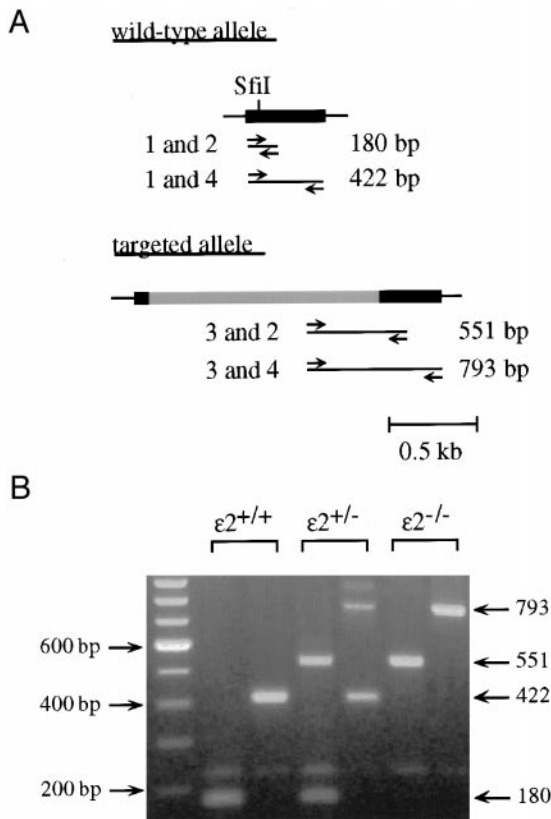 A
wild-type allele
SfiI
1 and 2 180 bp
1 and 4 422 bp
targeted allele
3 and 2 551 bp
3 and 4 793 bp
0.5 kb
B
ε2+/+ ε2+/- ε2-/-
793
600 bp
551
400 bp
422
200 bp
180